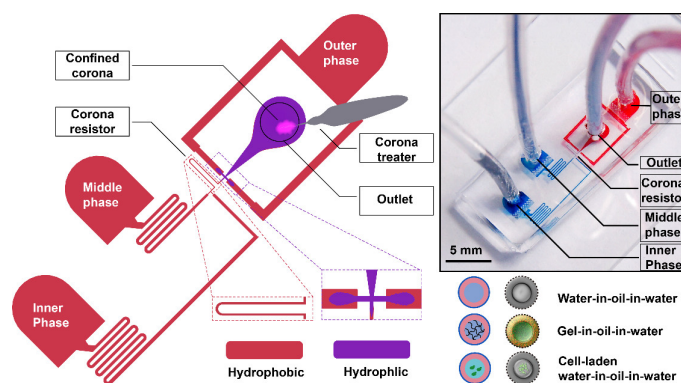 Confined
corona
Corona
resistor
Middle
phase
Inner
Phase
Outer
phase
Corona
treater
Outlet
Hydrophobic
Hydrophlic
Oute
phas
Outlet
Corona
resistor
Middle
phase
Inner
Phase
5 mm
Water-in-oil-in-water
Gel-in-oil-in-water
Cell-laden
water-in-oil-in-water